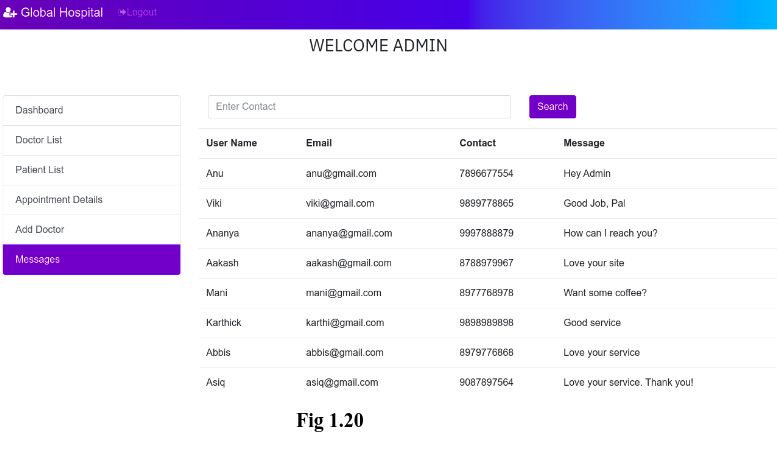 Global Hospital Logout
WELCOME ADMIN
Dashboard
Doctor List
Patient List
Appointment Details
Add Doctor
Messages
Enter Contact Search
User Name Email Contact Message
Anu anu@gmail.com 7896677554 Hey Admin
Viki viki@gmail.com 9899778865 Good Job, Pal
Ananya ananya@gmail.com 9997888879 How can I reach you?
Aakash aakash@gmail.com 8788979967 Love your site
Mani mani@gmail.com 8977768978 Want some coffee?
Karthick karthi@gmail.com 9898989898 Good service
Abbis abbis@gmail.com 8979776868 Love your service
Asiq asiq@gmail.com 9087897564 Love your service. Thank you!
Fig 1.20